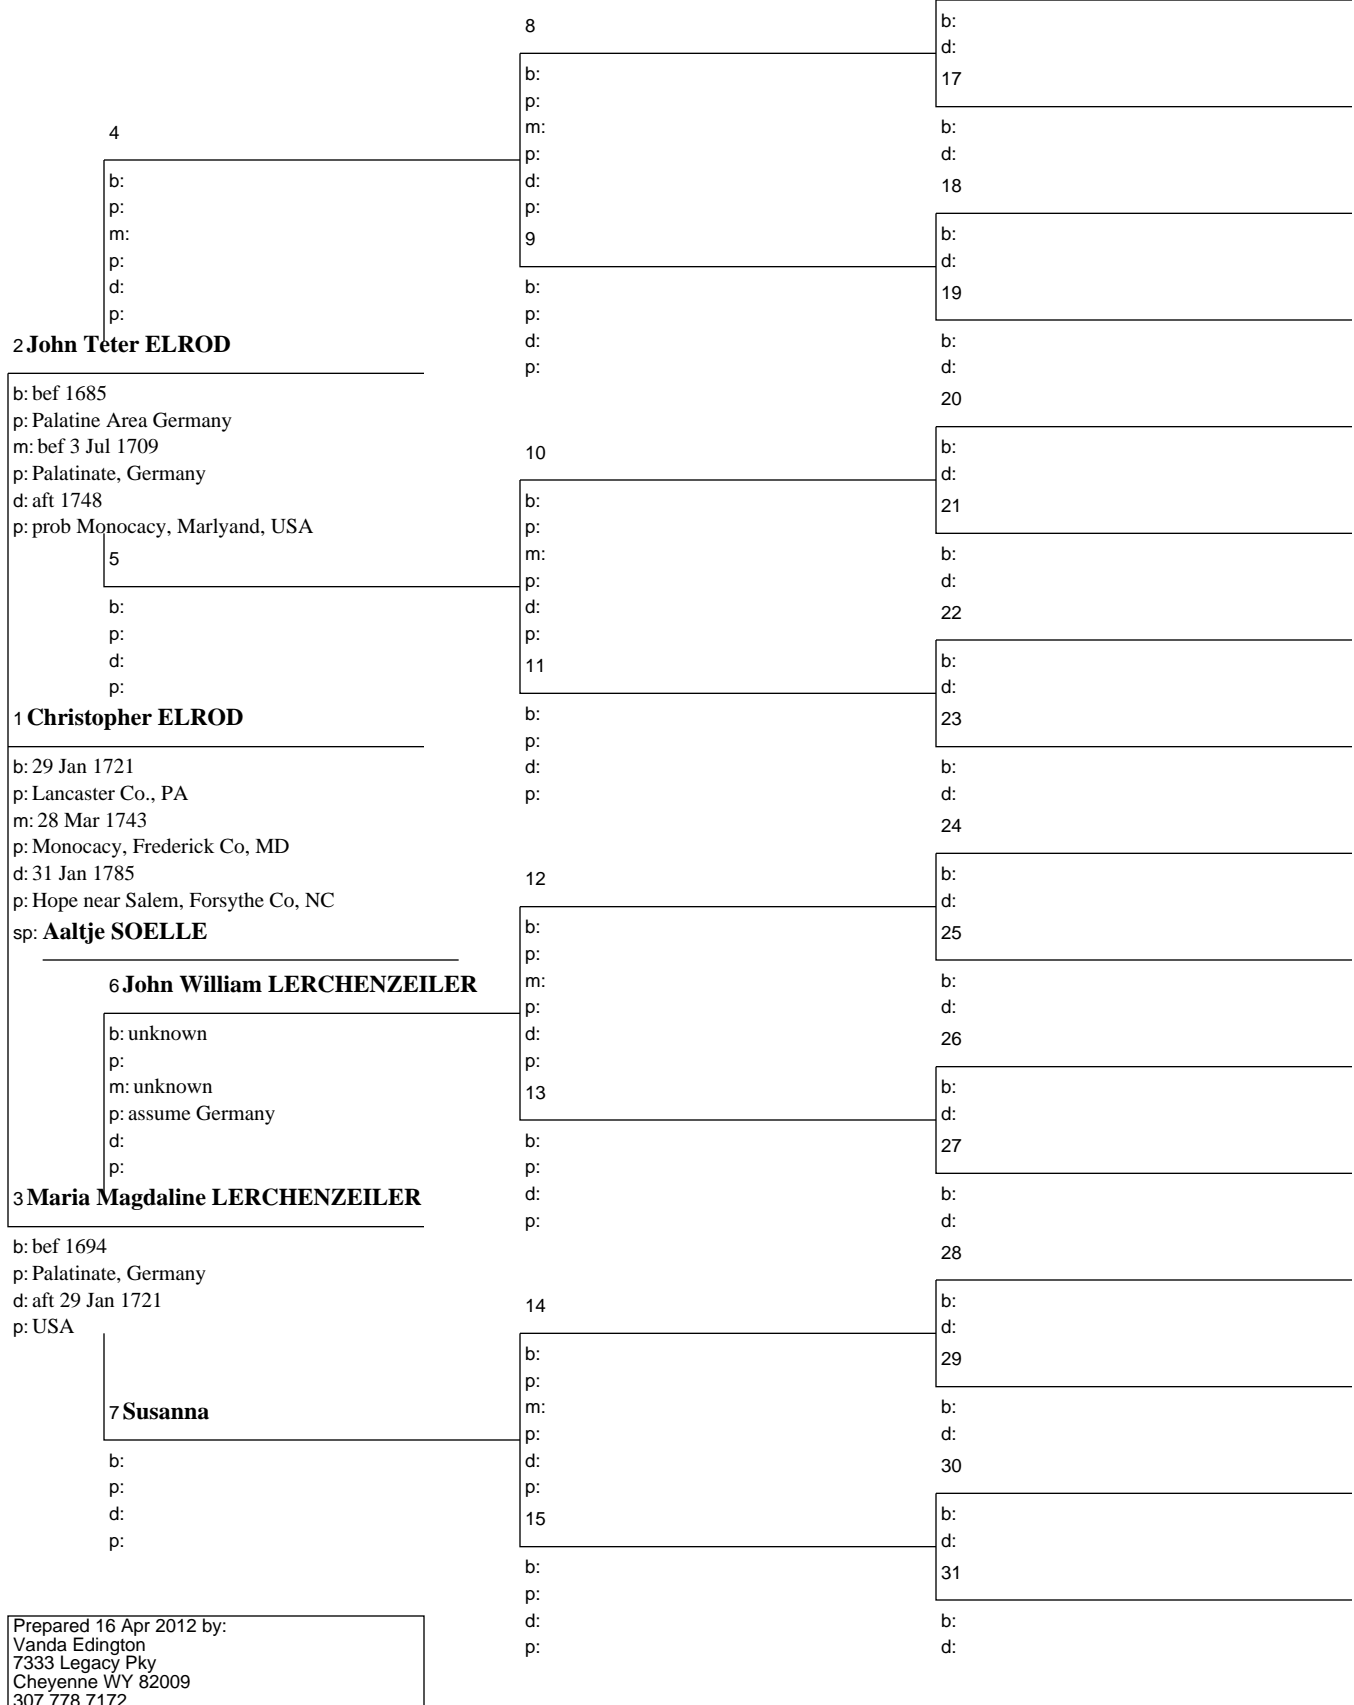 4
b:
p:
m:
p:
d:
p:
2 John Teter ELROD
b: bef 1685
p: Palatine Area Germany
m: bef 3 Jul 1709
p: Palatinate, Germany
d: aft 1748
p: prob Monocacy, Marlyand, USA
5
b:
p:
d:
p:
1 Christopher ELROD
b: 29 Jan 1721
p: Lancaster Co., PA
m: 28 Mar 1743
p: Monocacy, Frederick Co, MD
d: 31 Jan 1785
p: Hope near Salem, Forsythe Co, NC
sp: Aaltje SOELLE
6 John William LERCHENZEILER
b: unknown
p:
m: unknown
p: assume Germany
d:
p:
3 Maria Magdaline LERCHENZEILER
b: bef 1694
p: Palatinate, Germany
d: aft 29 Jan 1721
p: USA
7 Susanna
b:
p:
d:
p:
Prepared 16 Apr 2012 by:
Vanda Edington
7333 Legacy Pky
Cheyenne WY 82009
307 778 7172
8
b:
p:
m:
p:
d:
p:
9
b:
p:
d:
p:
10
b:
p:
m:
p:
d:
p:
11
b:
p:
d:
p:
12
b:
p:
m:
p:
d:
p:
13
b:
p:
d:
p:
14
b:
p:
m:
p:
d:
p:
15
b:
p:
d:
p:
b:
d:
17
b:
d:
18
b:
d:
19
b:
d:
20
b:
d:
21
b:
d:
22
b:
d:
23
b:
d:
24
b:
d:
25
b:
d:
26
b:
d:
27
b:
d:
28
b:
d:
29
b:
d:
30
b:
d:
31
b:
d: